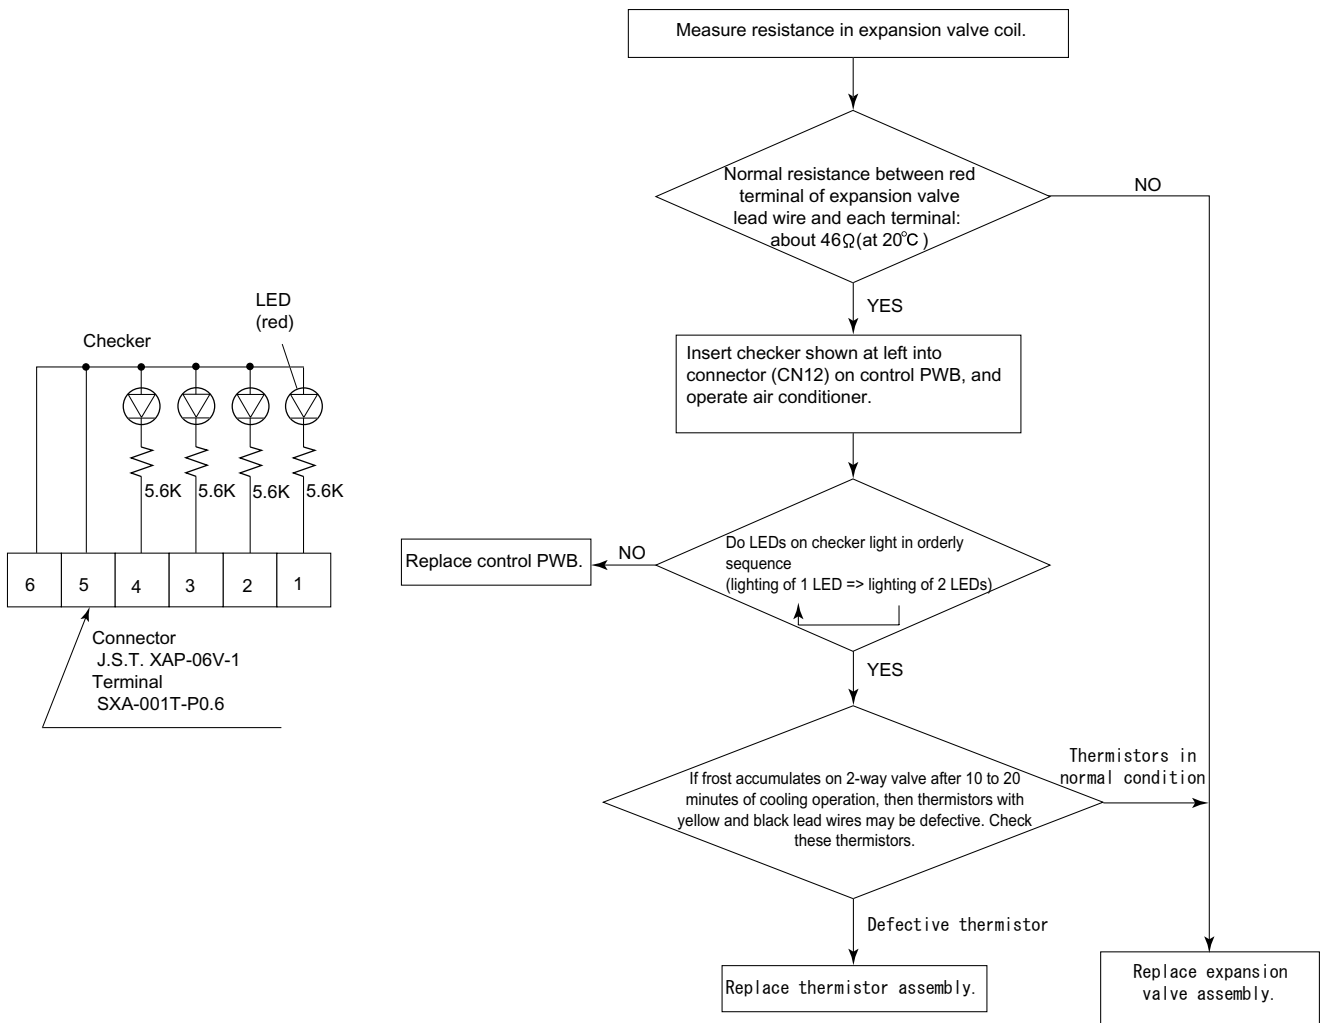 Measure resistance in expansion valve coil.
Normal resistance between red
terminal of expansion valve
lead wire and each terminal:
about 46Ω(at 20℃)
NO
YES
LED
(red)
Checker
5.6K 5.6K 5.6K 5.6K
6 5 4 3 2 1
Connector
J.S.T. XAP-06V-1
Terminal
SXA-001T-P0.6
Insert checker shown at left into
connector (CN12) on control PWB, and
operate air conditioner.
Do LEDs on checker light in orderly
sequence
(lighting of 1 LED => lighting of 2 LEDs)
NO
Replace control PWB.
YES
If frost accumulates on 2-way valve after 10 to 20
minutes of cooling operation, then thermistors with
yellow and black lead wires may be defective. Check
these thermistors.
Thermistors in
normal condition
Defective thermistor
Replace thermistor assembly.
Replace expansion
valve assembly.